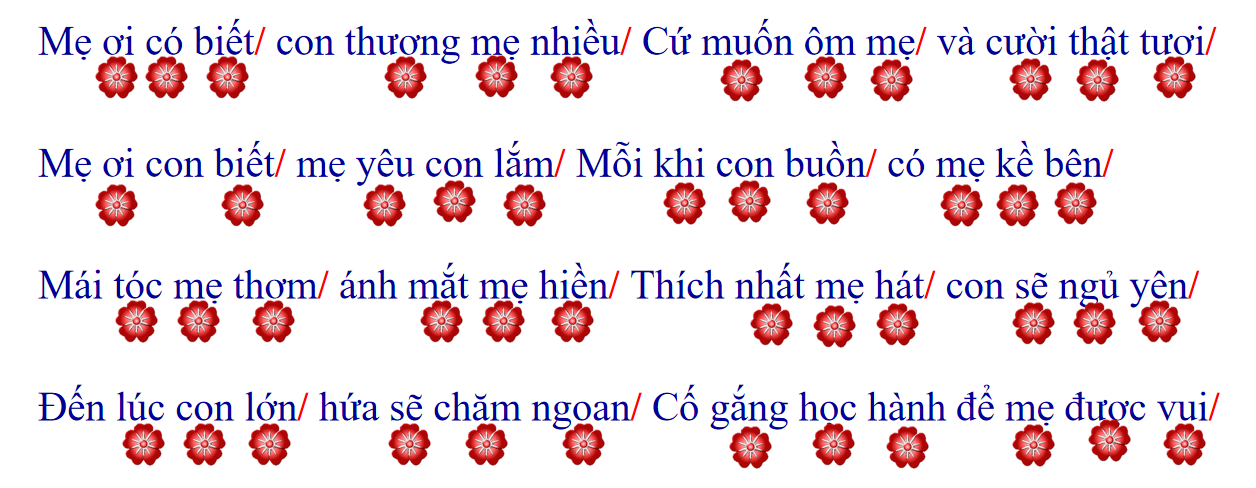 Mẹ ơi có biết/ con thương mẹ nhiều/ Cứ muốn ôm mẹ/ và cười thật tươi/
Mẹ ơi con biết/ mẹ yêu con lắm/ Mỗi khi con buồn/ có mẹ kề bên/
Mái tóc mẹ thơm/ ánh mắt mẹ hiền/ Thích nhất mẹ hát/ con sẽ ngủ yên/
Đến lúc con lớn/ hứa sẽ chăm ngoan/ Cố gắng học hành để mẹ được vui/